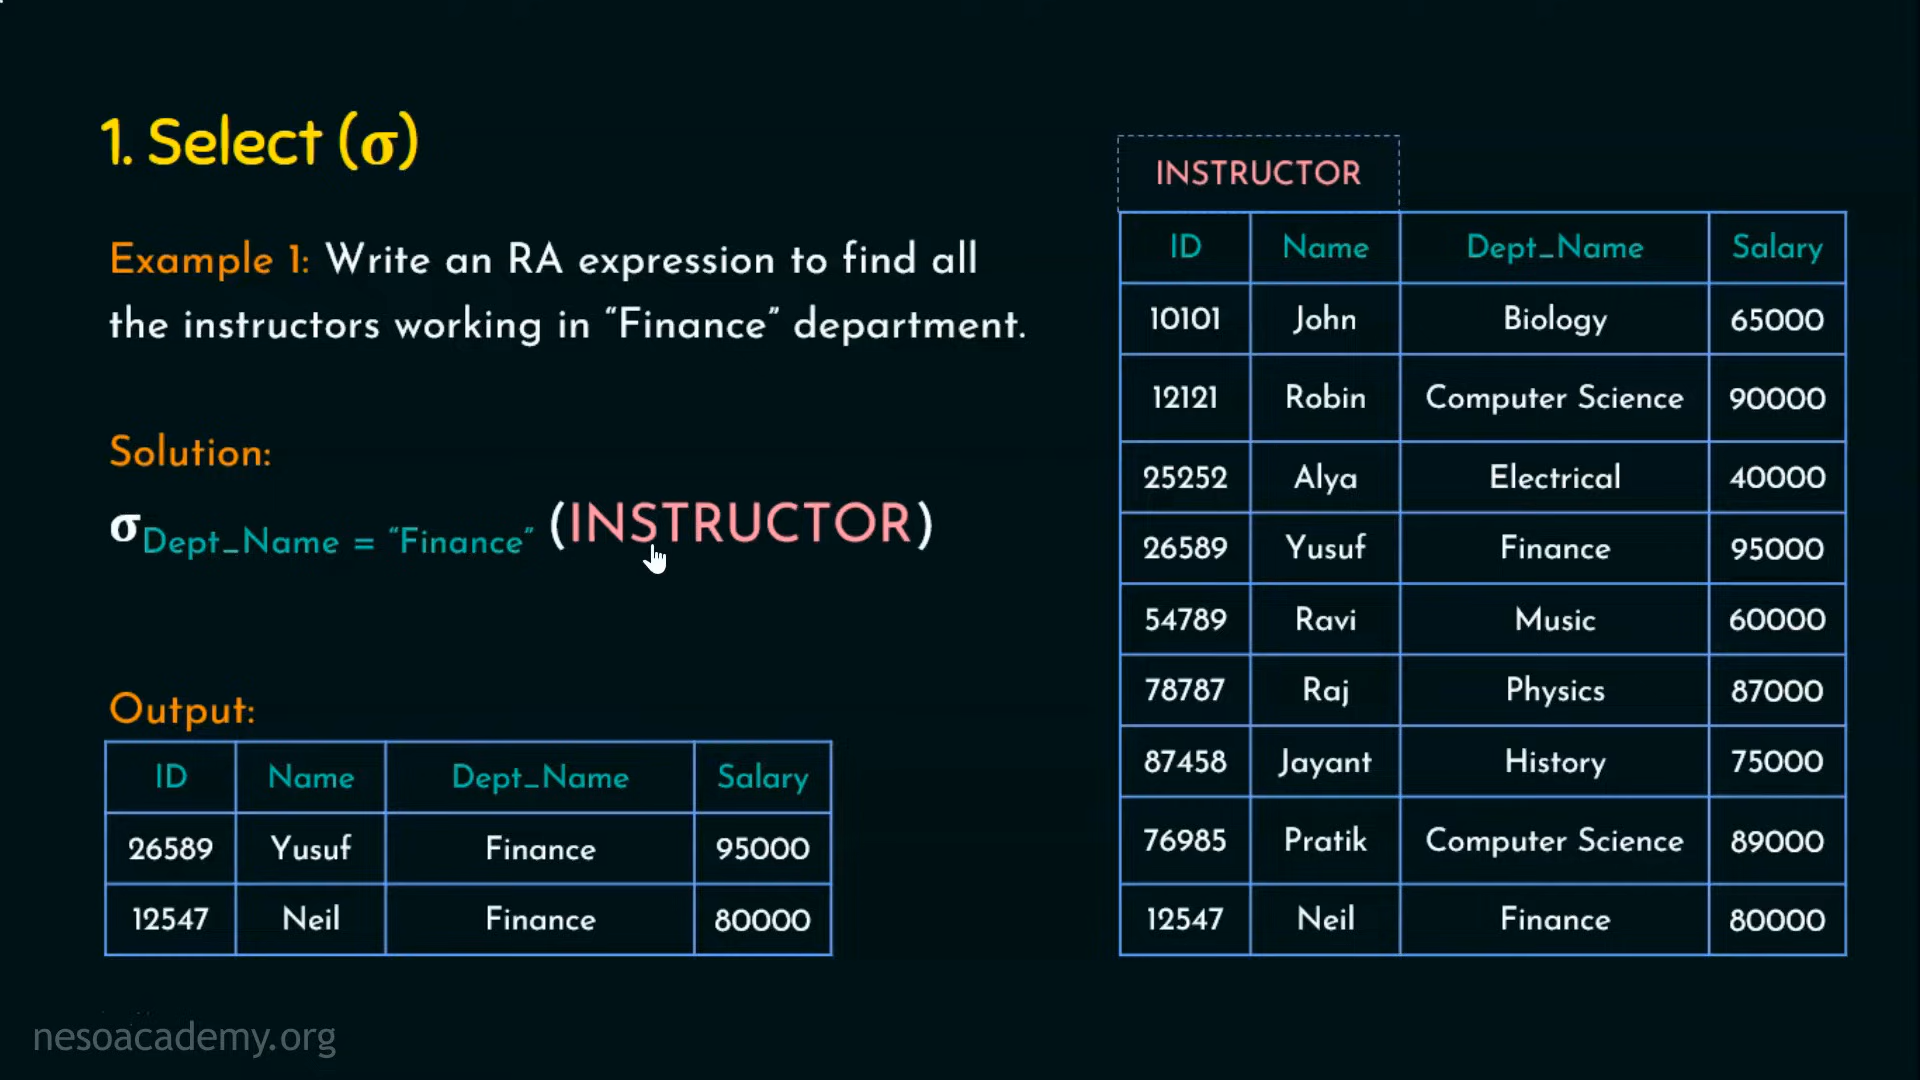 1. Select (σ)
Example 1: Write an RA expression to find all
the instructors working in “Finance” department.
Solution:
σ Dept_Name = “Finance” (INSTRUCTOR)
Output:
ID Name Dept_Name Salary
26589 Yusuf Finance 95000
12547 Neil Finance 80000
INSTRUCTOR
ID Name Dept_Name Salary
10101 John Biology 65000
12121 Robin Computer Science 90000
25252 Alya Electrical 40000
26589 Yusuf Finance 95000
54789 Ravi Music 60000
78787 Raj Physics 87000
87458 Jayant History 75000
76985 Pratik Computer Science 89000
12547 Neil Finance 80000
nesoacademy.org